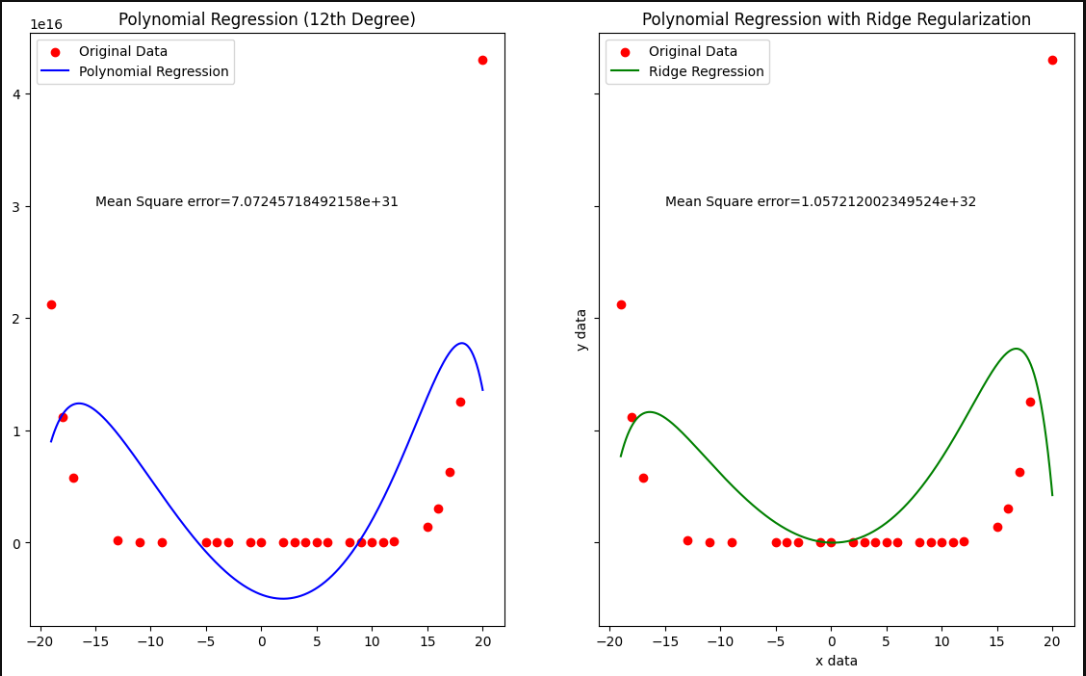 Polynomial Regression (12th Degree)
1e16
Original Data
Polynomial Regression
Mean Square error=7.07245718492158e+31
4
3
2
1
0
−20 −15 −10 −5 0 5 10 15 20
Polynomial Regression with Ridge Regularization
Original Data
Ridge Regression
Mean Square error=1.057212002349524e+32
y data
−20 −15 −10 −5 0 5 10 15 20
x data